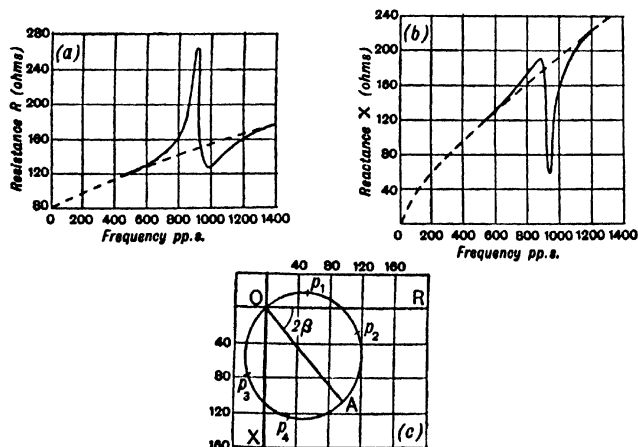 (a)
Resistance R (ohms)
280
240
200
160
120
80
0 200 400 600 800 1000 1400
Frequency pp.s.
(b)
Reactance X (ohms)
240
200
160
120
80
40
0 200 400 600 800 1000 1400
Frequency pp.s.
(c)
40 80 120 160
O
R
p1
2β
p2
40
80
p3
120
p4
A
160
X